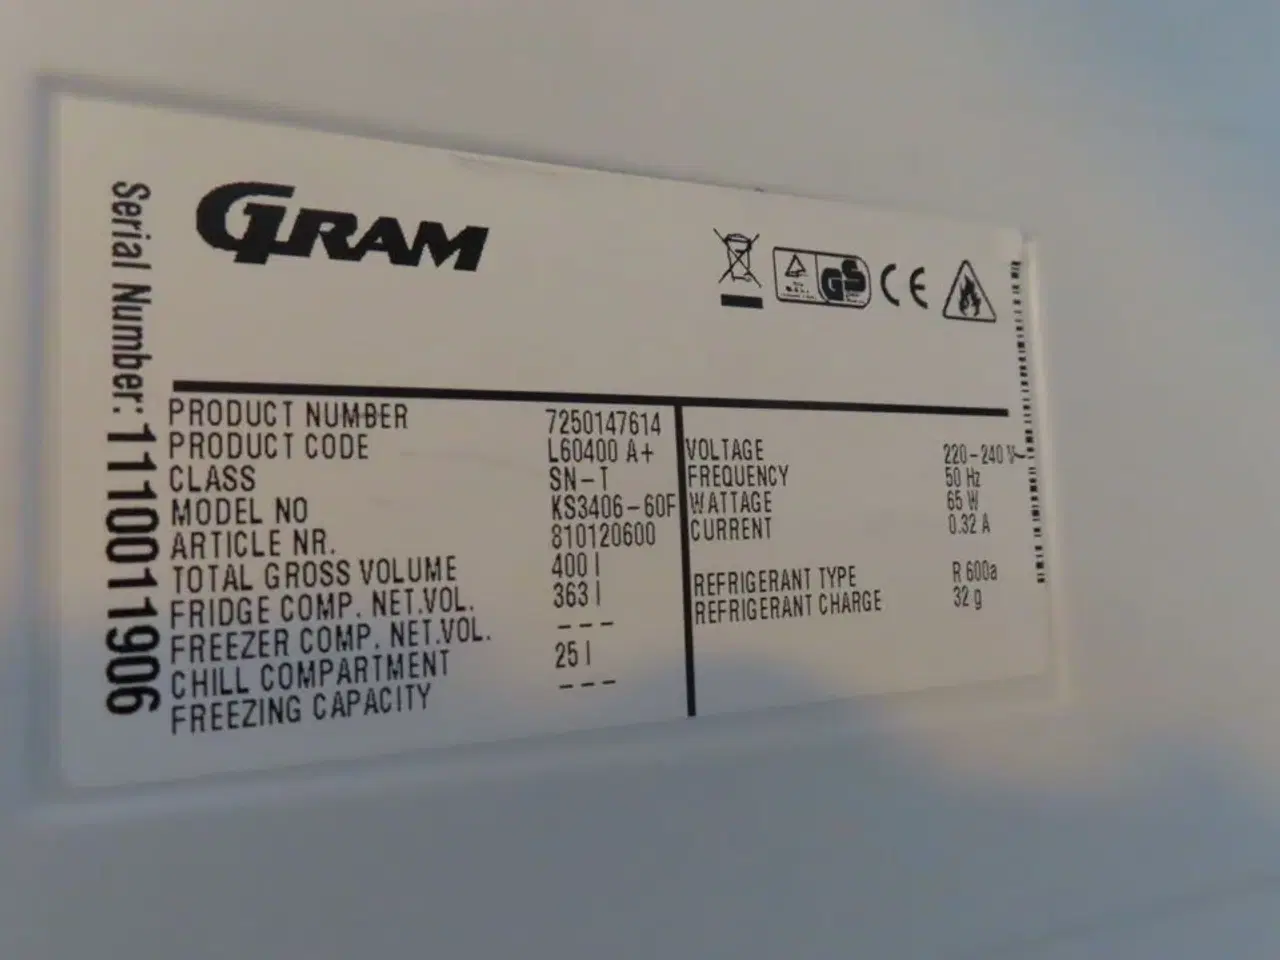 GRAM
Serial Number: 1110011906
GS
CE
PRODUCT NUMBER 7250147614
PRODUCT CODE L60400 A+
CLASS SN-T
MODEL NO KS3406-60F
ARTICLE NR. 810120600
TOTAL GROSS VOLUME 400 l
FRIDGE COMP. NET.VOL. 363 l
FREEZER COMP. NET.VOL. ---
CHILL COMPARTMENT 25 l
FREEZING CAPACITY ---
VOLTAGE 220-240 V~
FREQUENCY 50 Hz
WATTAGE 65 W
CURRENT 0.32 A
REFRIGERANT TYPE R 600a
REFRIGERANT CHARGE 32 g